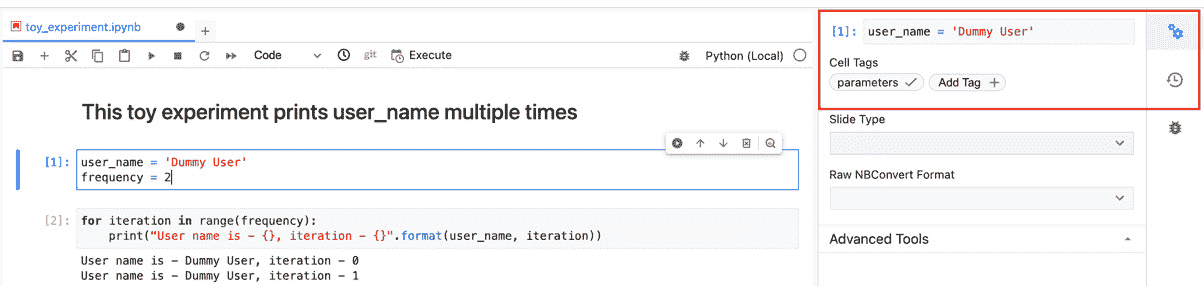 toy_experiment.ipynb
Code
git
Execute
Python (Local)
This toy experiment prints user_name multiple times
[1]: user_name = 'Dummy User'
frequency = 2
[2]: for iteration in range(frequency):
print("User name is - {}, iteration - {}".format(user_name, iteration))
User name is - Dummy User, iteration - 0
User name is - Dummy User, iteration - 1
[1]: user_name = 'Dummy User'
Cell Tags
parameters
Add Tag
Slide Type
Raw NBConvert Format
Advanced Tools